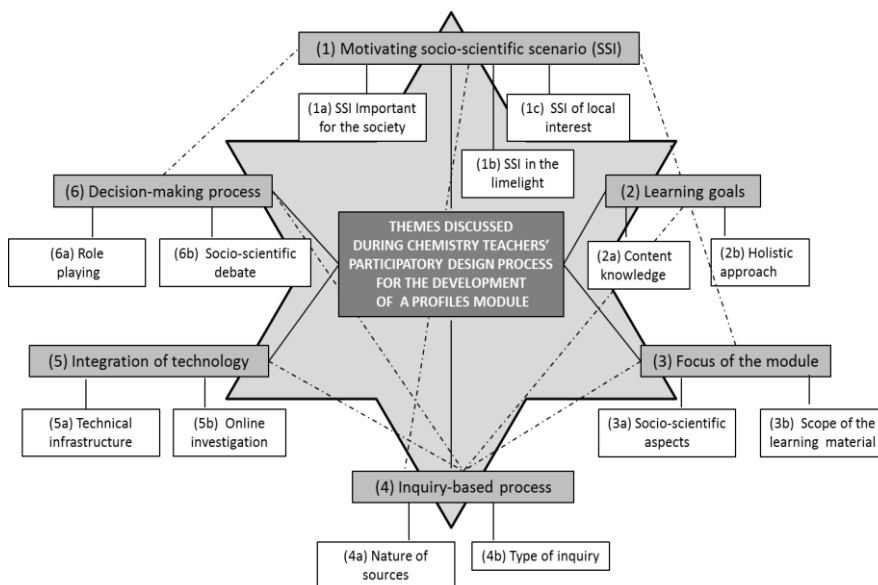 (1) Motivating socio-scientific scenario (SSI)
(1a) SSI Important
for the society
(1c) SSI of local
interest
(1b) SSI in the
limelight
(6) Decision-making process
(2) Learning goals
(6a) Role
playing
(6b) Socio-scientific
debate
THEMES DISCUSSED
DURING CHEMISTRY TEACHERS'
PARTICIPATORY DESIGN PROCESS
FOR THE DEVELOPMENT
OF A PROFILES MODULE
(2a) Content
knowledge
(2b) Holistic
approach
(5) Integration of technology
(3) Focus of the module
(5a) Technical
infrastructure
(5b) Online
investigation
(3a) Socio-scientific
aspects
(3b) Scope of the
learning material
(4) Inquiry-based process
(4a) Nature of
sources
(4b) Type of inquiry